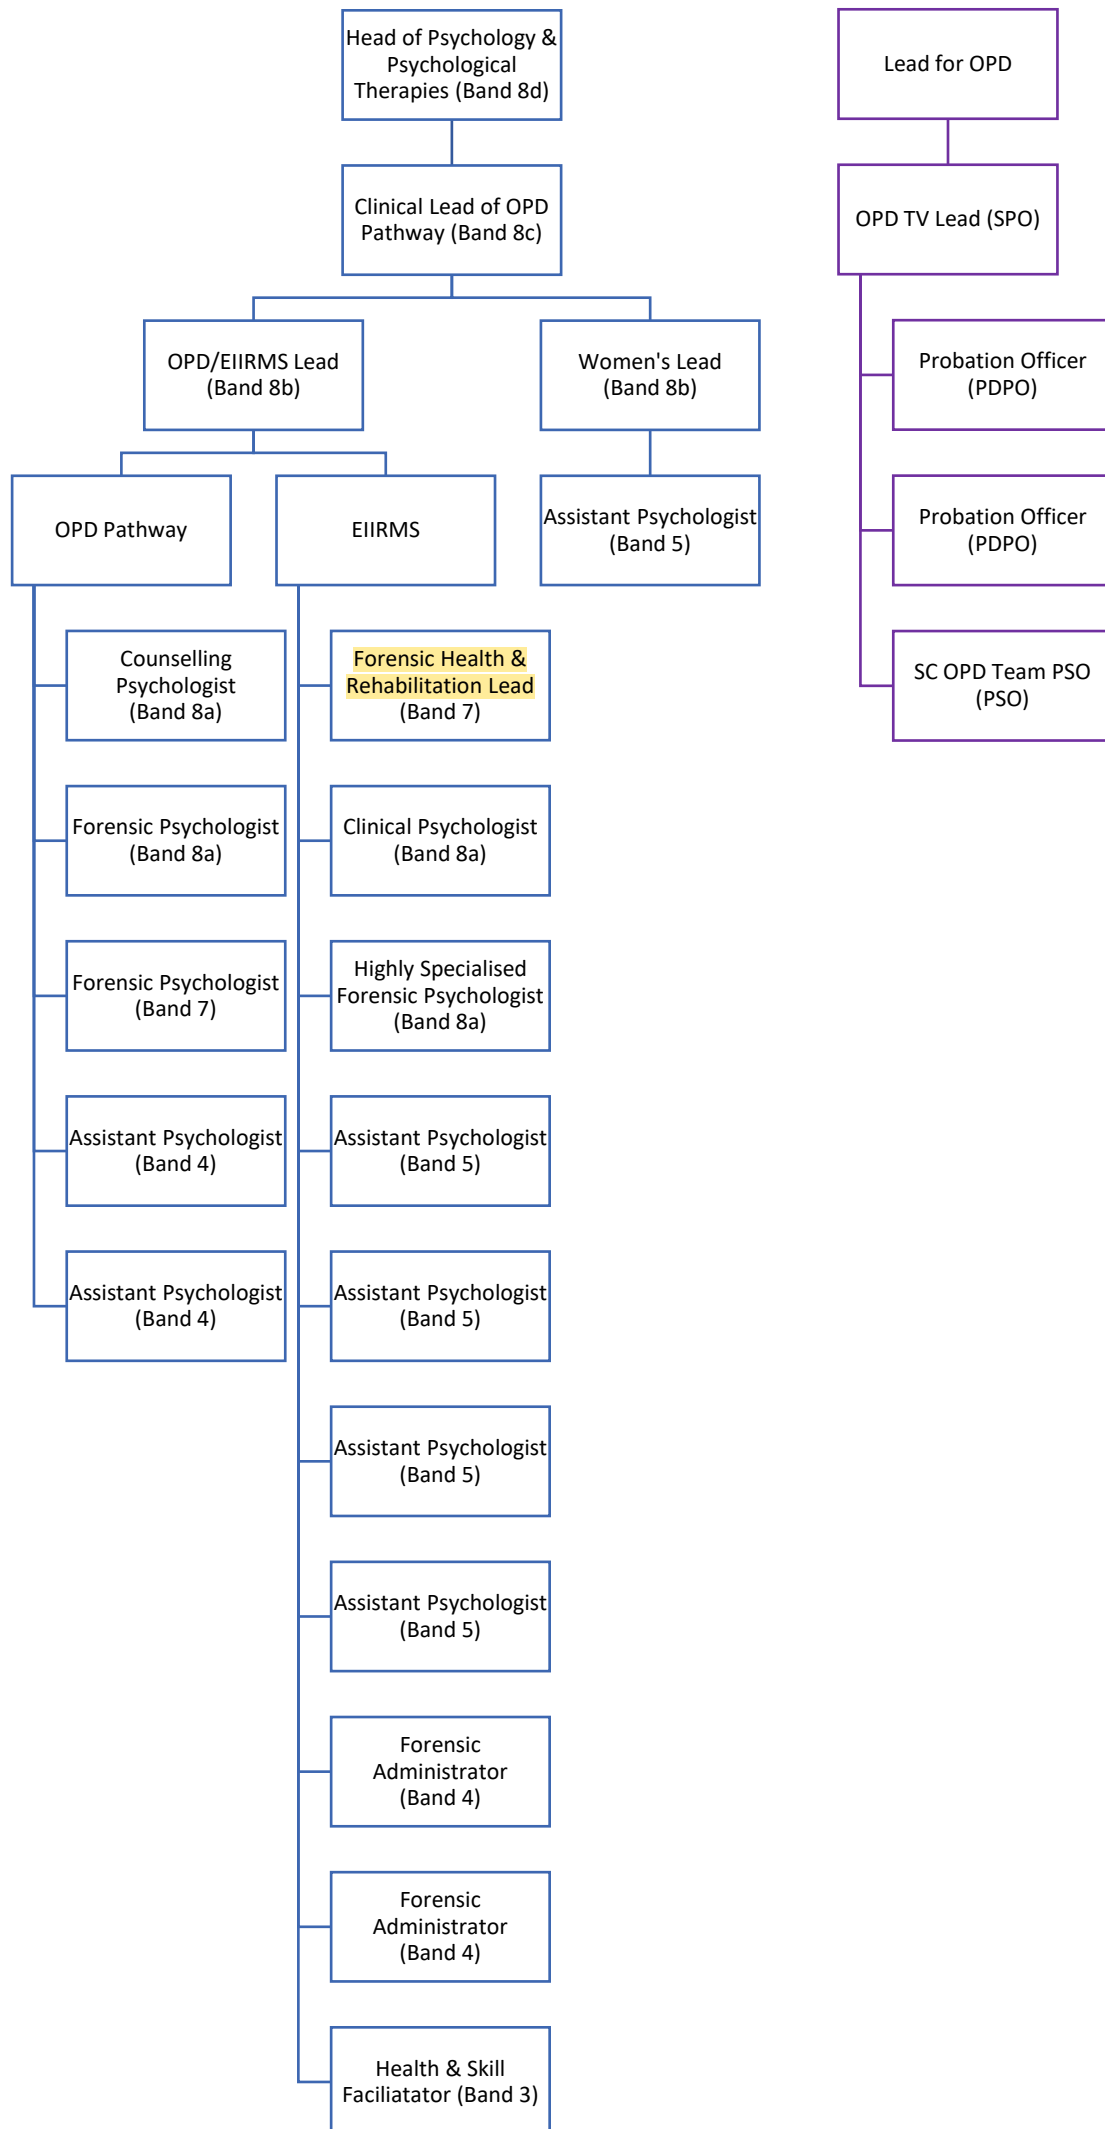 Head of Psychology &
Psychological
Therapies (Band 8d)
Clinical Lead of OPD
Pathway (Band 8c)
OPD/EIIRMS Lead
(Band 8b)
OPD Pathway
Counselling
Psychologist
(Band 8a)
Forensic Psychologist
(Band 8a)
Forensic Psychologist
(Band 7)
Assistant Psychologist
(Band 4)
Assistant Psychologist
(Band 4)
EIIRMS
Forensic Health &
Rehabilitation Lead
(Band 7)
Clinical Psychologist
(Band 8a)
Highly Specialised
Forensic Psychologist
(Band 8a)
Assistant Psychologist
(Band 5)
Assistant Psychologist
(Band 5)
Assistant Psychologist
(Band 5)
Assistant Psychologist
(Band 5)
Forensic
Administrator
(Band 4)
Forensic
Administrator
(Band 4)
Health & Skill
Faciliatator (Band 3)
Women's Lead
(Band 8b)
Assistant Psychologist
(Band 5)
Lead for OPD
OPD TV Lead (SPO)
Probation Officer
(PDPO)
Probation Officer
(PDPO)
SC OPD Team PSO
(PSO)